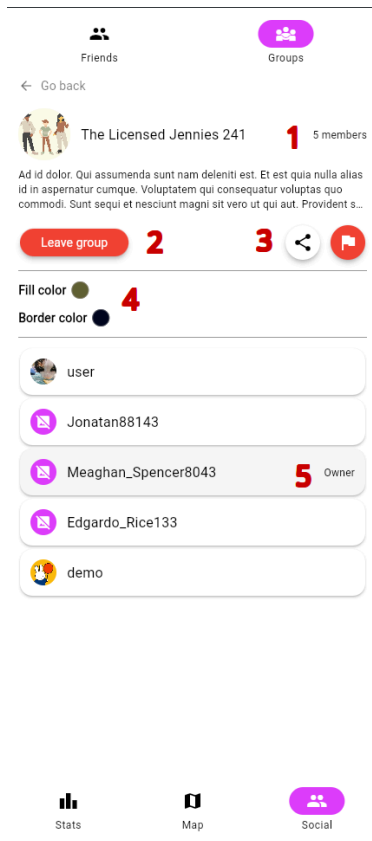 Friends
Groups
Go back
The Licensed Jennies 241
1
5 members
Ad id dolor. Qui assumenda sunt nam deleniti est. Et est quia nulla alias
id in aspernatur cumque. Voluptatem qui consequatur voluptas quo
commodi. Sunt sequi et nesciunt magni sit vero ut qui aut. Provident s...
Leave group
2
3
Fill color
4
Border color
user
Jonatan88143
Meaghan_Spencer8043
5
Owner
Edgardo_Rice133
demo
Stats
Map
Social